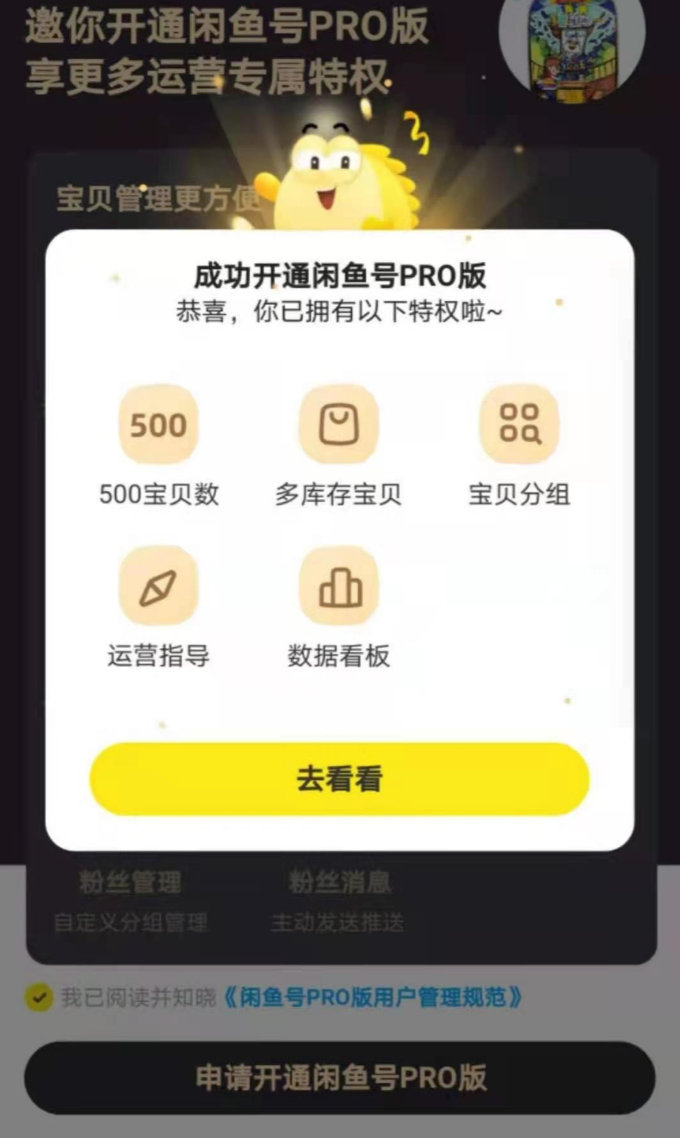 邀你开通闲鱼号PRO版
享更多运营专属特权
宝贝管理更方便
成功开通闲鱼号PRO版
恭喜，你已拥有以下特权啦~
500
500宝贝数
多库存宝贝
宝贝分组
运营指导
数据看板
去看看
粉丝管理
粉丝消息
自定义分组管理
主动发送推送
我已阅读并知晓《闲鱼号PRO版用户管理规范》
申请开通闲鱼号PRO版